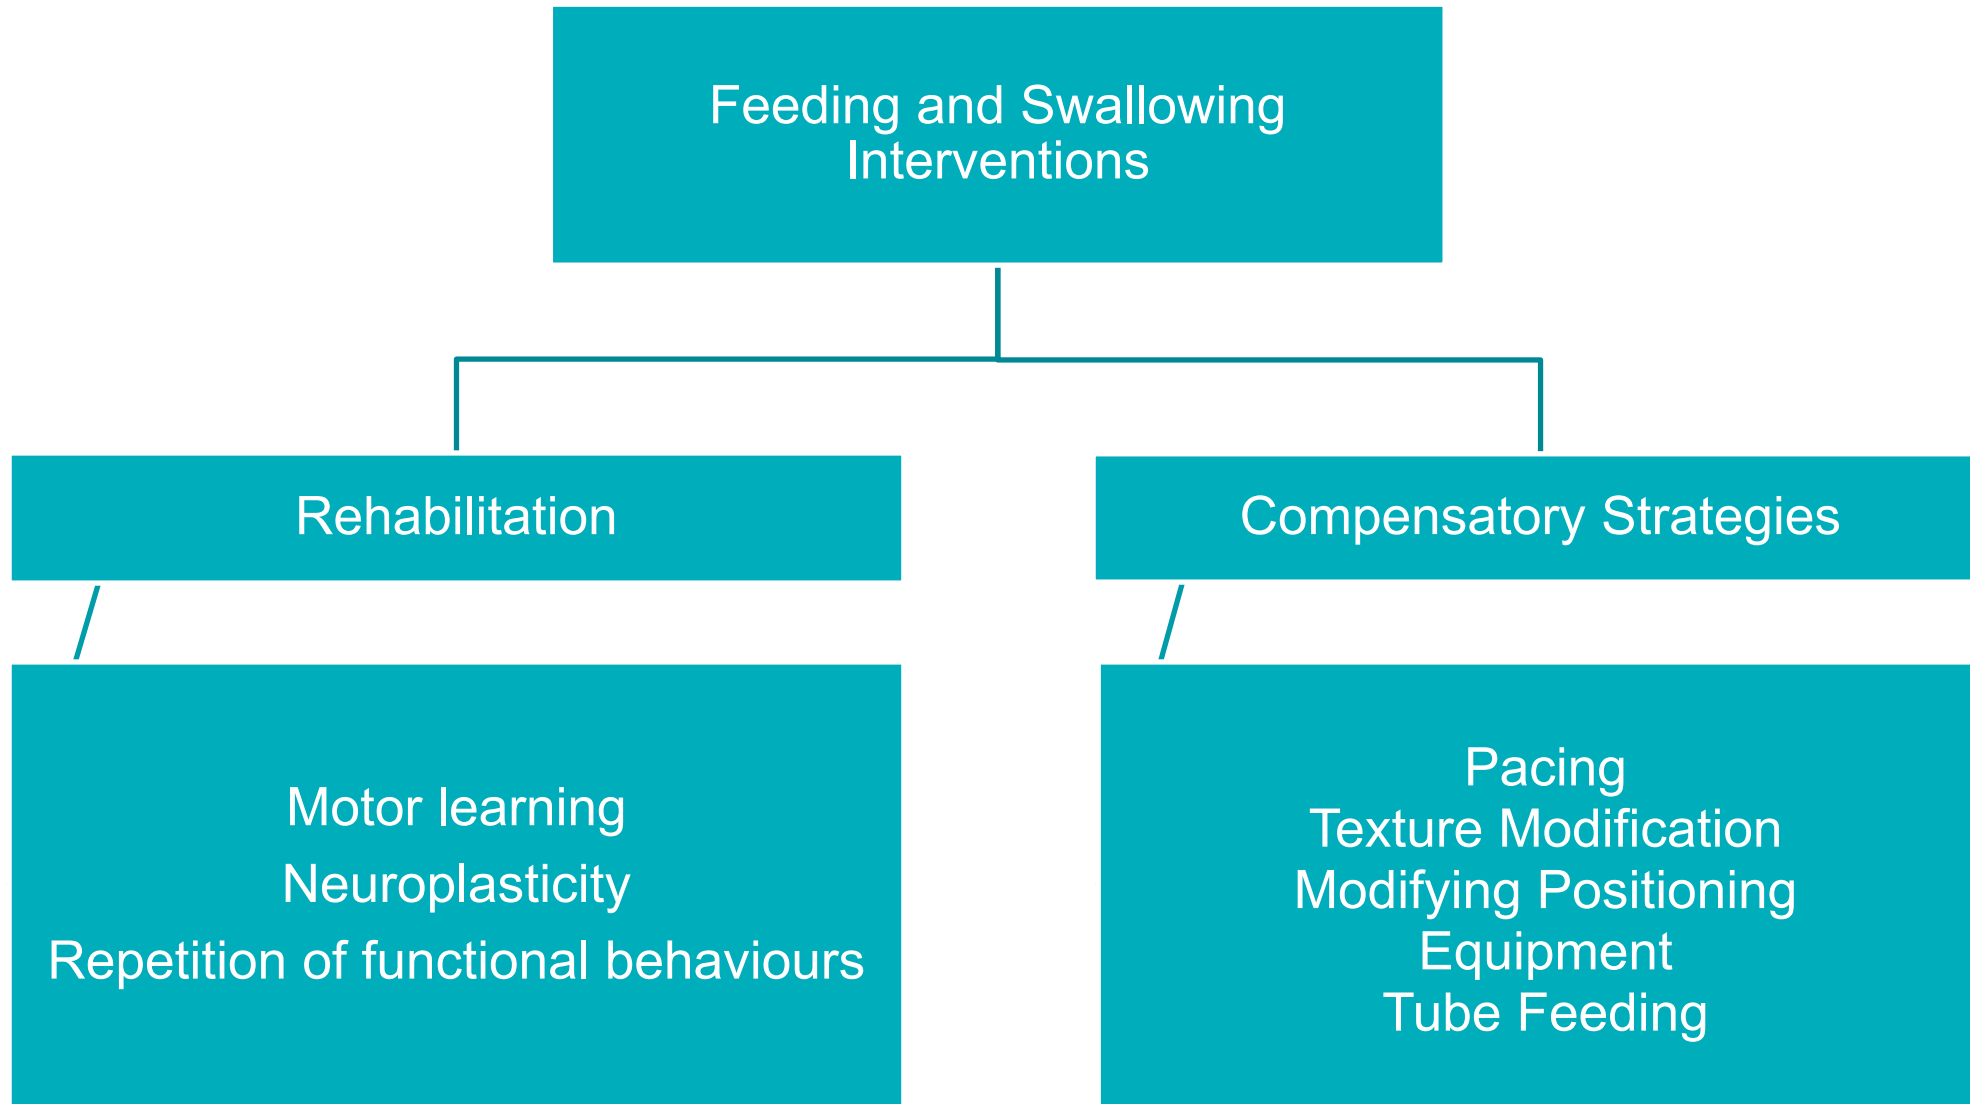 Feeding and Swallowing
Interventions
Rehabilitation
Compensatory Strategies
Motor learning
Neuroplasticity
Repetition of functional behaviours
Pacing
Texture Modification
Modifying Positioning
Equipment
Tube Feeding